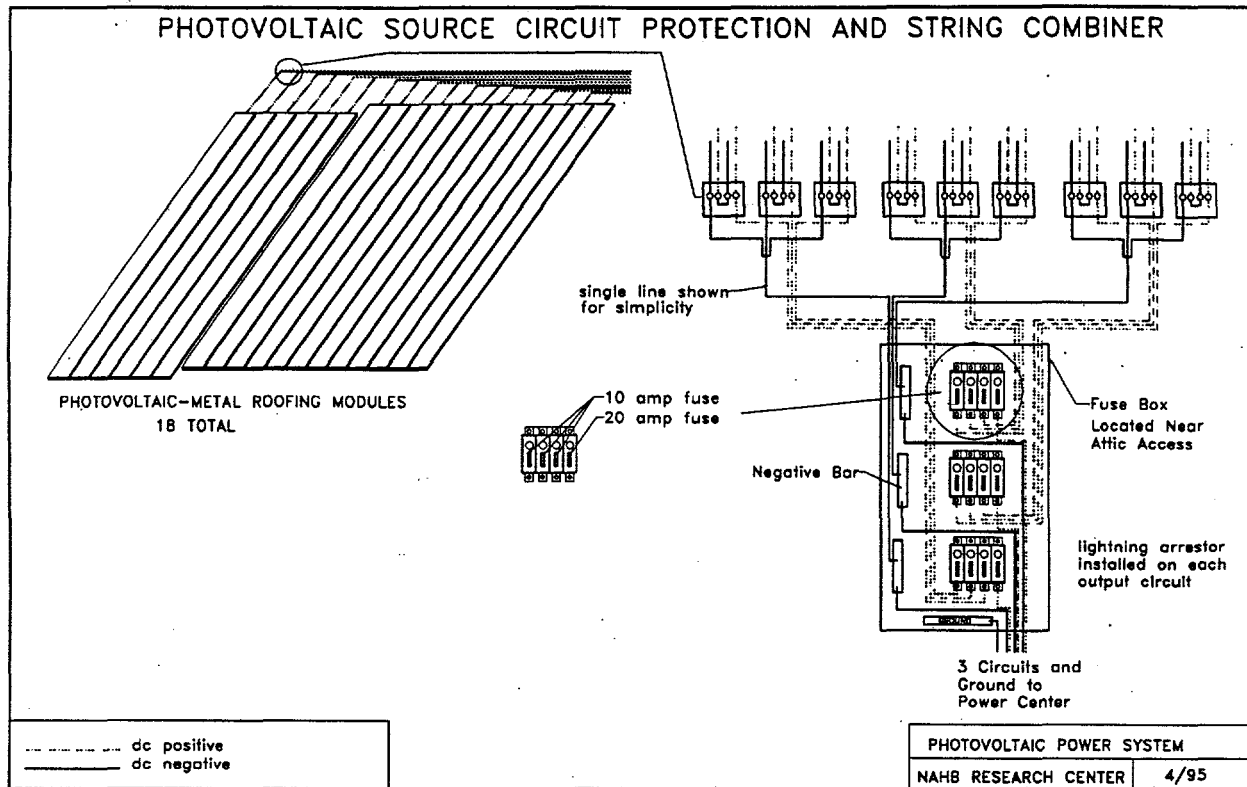 PHOTOVOLTAIC SOURCE CIRCUIT PROTECTION AND STRING COMBINER
single line shown
for simplicity
PHOTOVOLTAIC-METAL ROOFING MODULES
18 TOTAL
10 amp fuse
20 amp fuse
Fuse Box
Located Near
Attic Access
Negative Bar
lightning arrestor
installed on each
output circuit
GROUND
3 Circuits and
Ground to
Power Center
dc positive
dc negative
PHOTOVOLTAIC POWER SYSTEM
NAHB RESEARCH CENTER 4/95